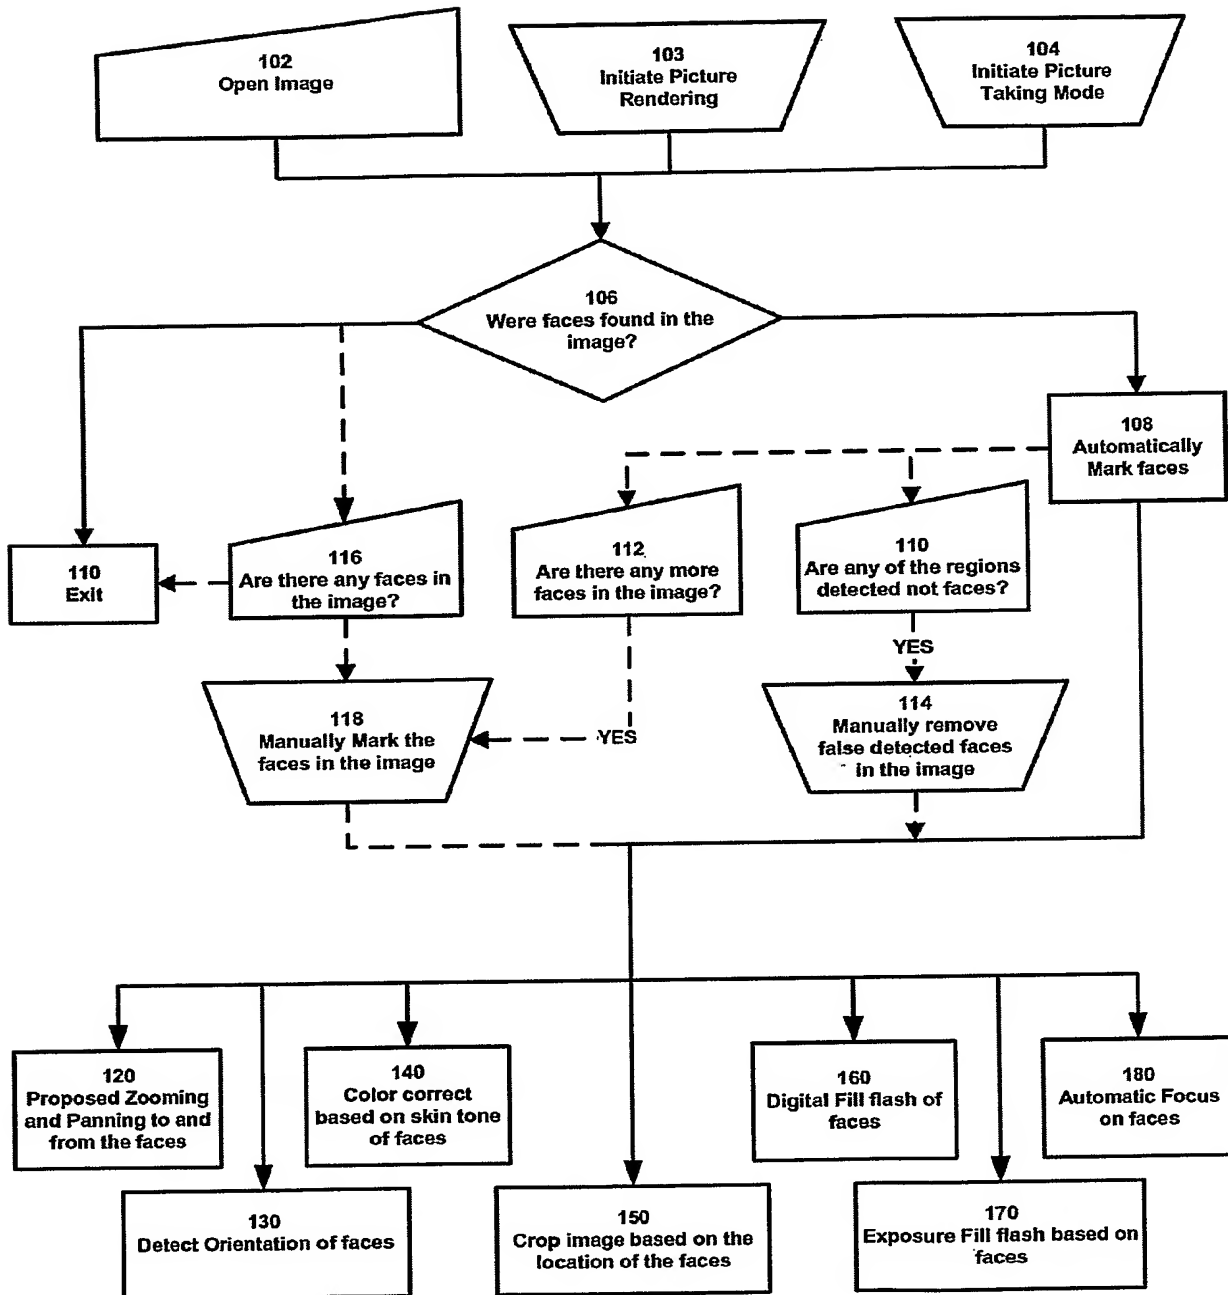 102
Open Image
103
Initiate Picture
Rendering
104
Initiate Picture
Taking Mode
106
Were faces found in the
image?
108
Automatically
Mark faces
110
Exit
116
Are there any faces in
the image?
112
Are there any more
faces in the image?
110
Are any of the regions
detected not faces?
YES
118
Manually Mark the
faces in the image
YES
114
Manually remove
false detected faces
in the image
120
Proposed Zooming
and Panning to and
from the faces
140
Color correct
based on skin tone
of faces
160
Digital Fill flash of
faces
180
Automatic Focus
on faces
130
Detect Orientation of faces
150
Crop image based on the
location of the faces
170
Exposure Fill flash based on
faces